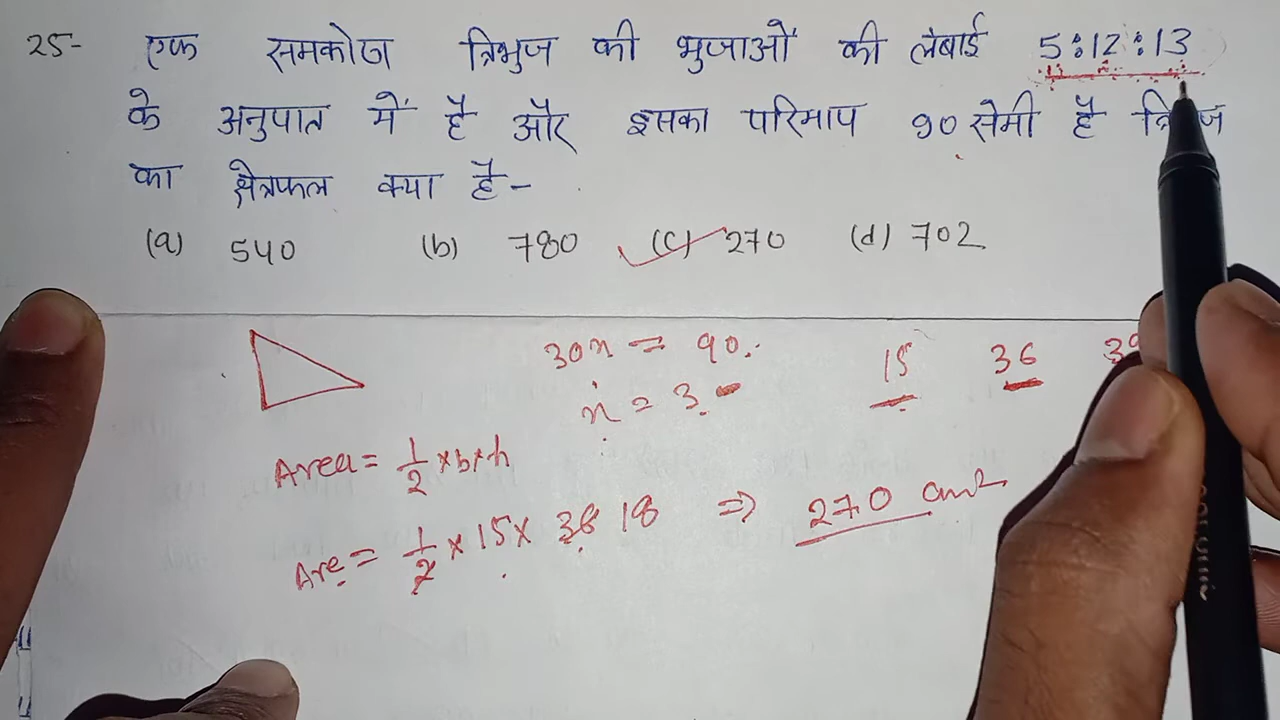 25- एक समकोण त्रिभुज की भुजाओं की लंबाई 5:12:13
के अनुपात में है और इसका परिमाप 90 सेमी है
का क्षेत्रफल क्या है-
(a) 540 (b) 780 (c) 270 (d) 702
30x = 90
x = 3
15 36
Area = 1/2 × b × h
Are = 1/2 × 15 × 36 18 ⇒ 270 cm²